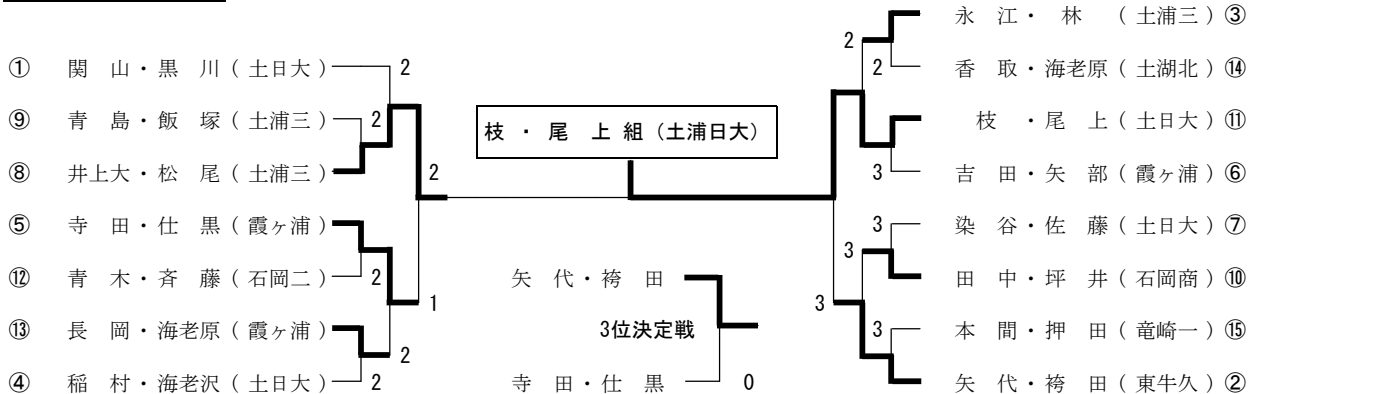 永 江・ 林 （土浦三）③
2
① 関 山・黒 川（土日大） 2
2 香 取・海老原（土湖北）⑭
⑨ 青 島・飯 塚（土浦三） 2
枝 ・ 尾 上 組（土浦日大）
枝 ・尾 上（土日大）⑪
⑧ 井上大・松 尾（土浦三） 2
3 吉 田・矢 部（霞ヶ浦）⑥
⑤ 寺 田・仕 黒（霞ヶ浦）
3 染 谷・佐 藤（土日大）⑦
3
⑫ 青 木・斉 藤（石岡二） 2
矢 代・袴 田
田 中・坪 井（石岡商）⑩
1
3
⑬ 長 岡・海老原（霞ヶ浦）
3位決定戦
3 本 間・押 田（竜崎一）⑮
2
④ 稲 村・海老沢（土日大） 2
寺 田・仕 黒 0
矢 代・袴 田（東牛久）②